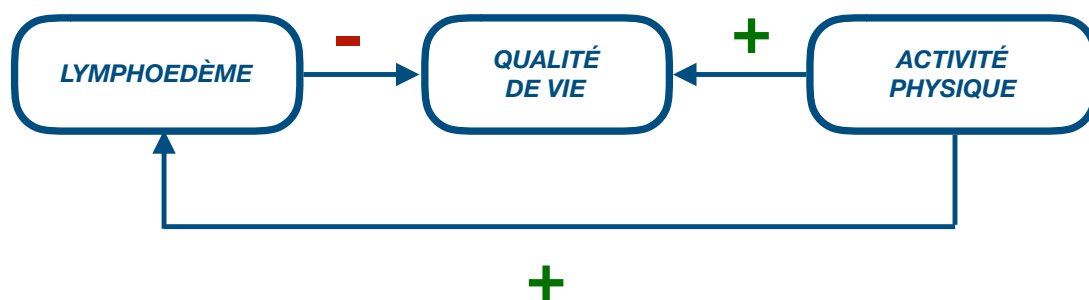 -
+
LYMPHOEDÈME
QUALITÉ
DE VIE
ACTIVITÉ
PHYSIQUE
+